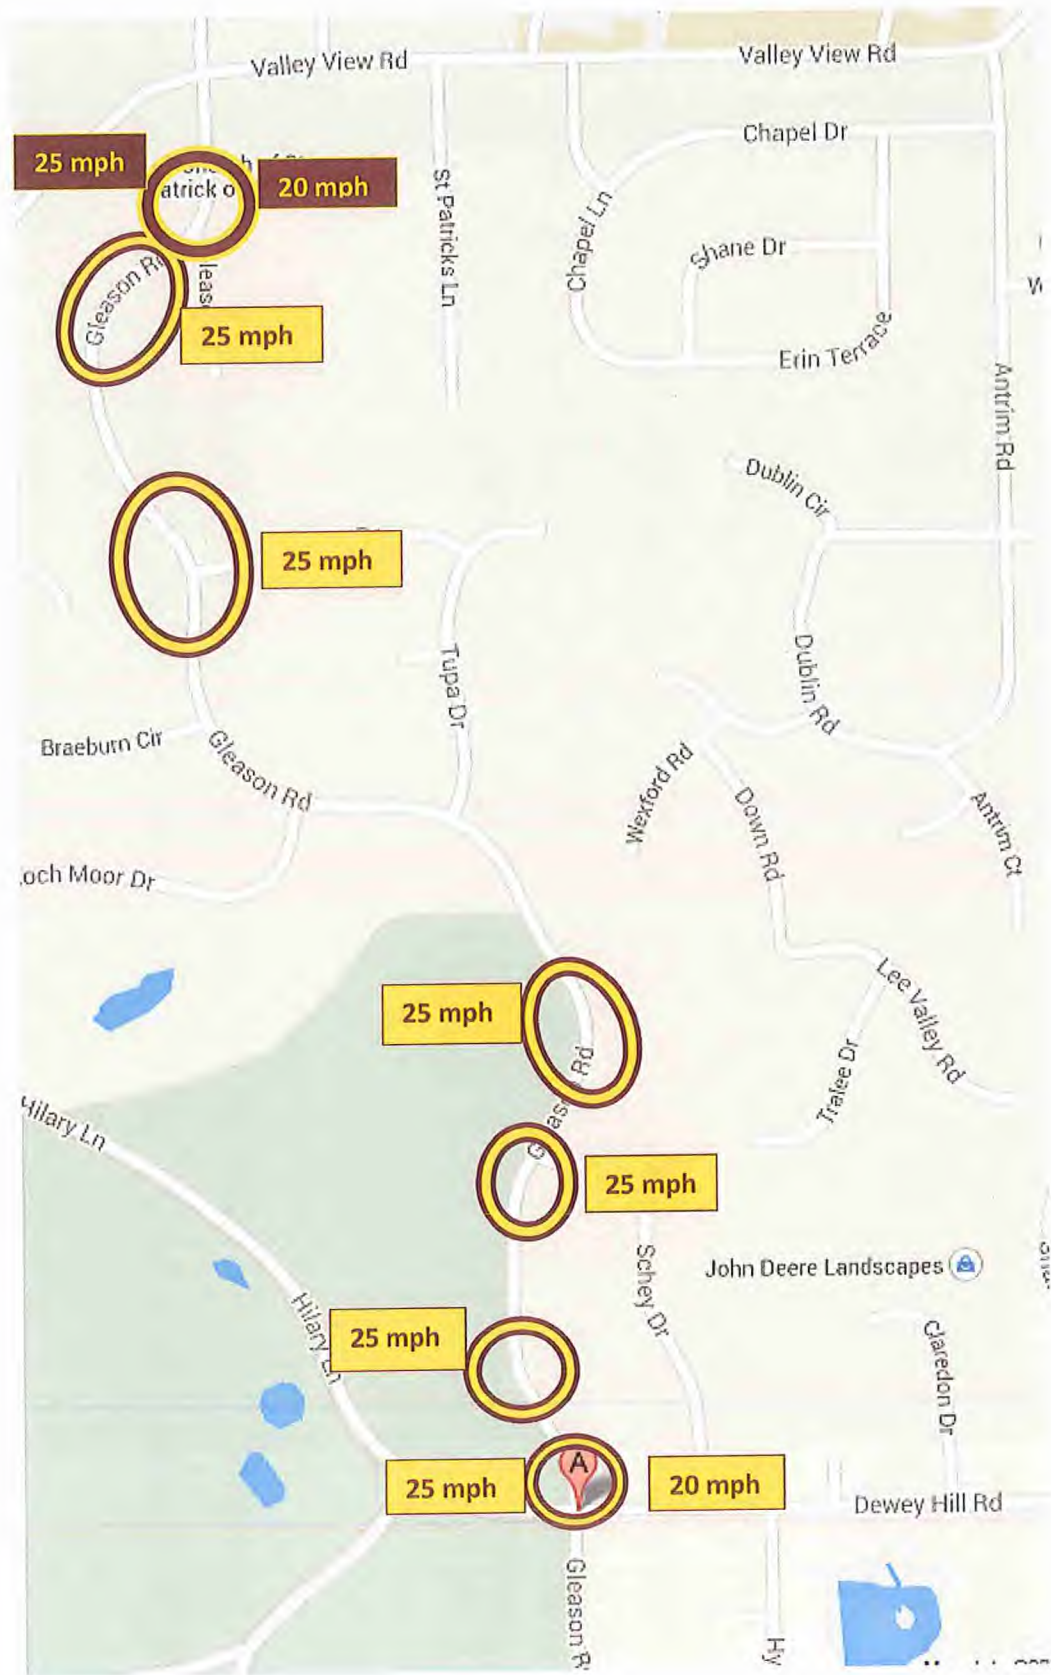 Valley View Rd
Valley View Rd
Chapel Dr
25 mph
atrick o
20 mph
St Patricks Ln
Chapel Ln
Shane Dr
Gleason Rd
leas
25 mph
Erin Terrace
Antrim Rd
Dublin Cir
25 mph
Tupa Dr
Dublin Rd
Braeburn Cir
Gleason Rd
Wexford Rd
Down Rd
Antrim Ct
och Moor Dr
25 mph
Lee Valley Rd
Rd
Tralee Dr
Hilary Ln
25 mph
Schey Dr
John Deere Landscapes
Hilary Ln
25 mph
Claredon Dr
A
25 mph
20 mph
Dewey Hill Rd
Gleason R
Hy